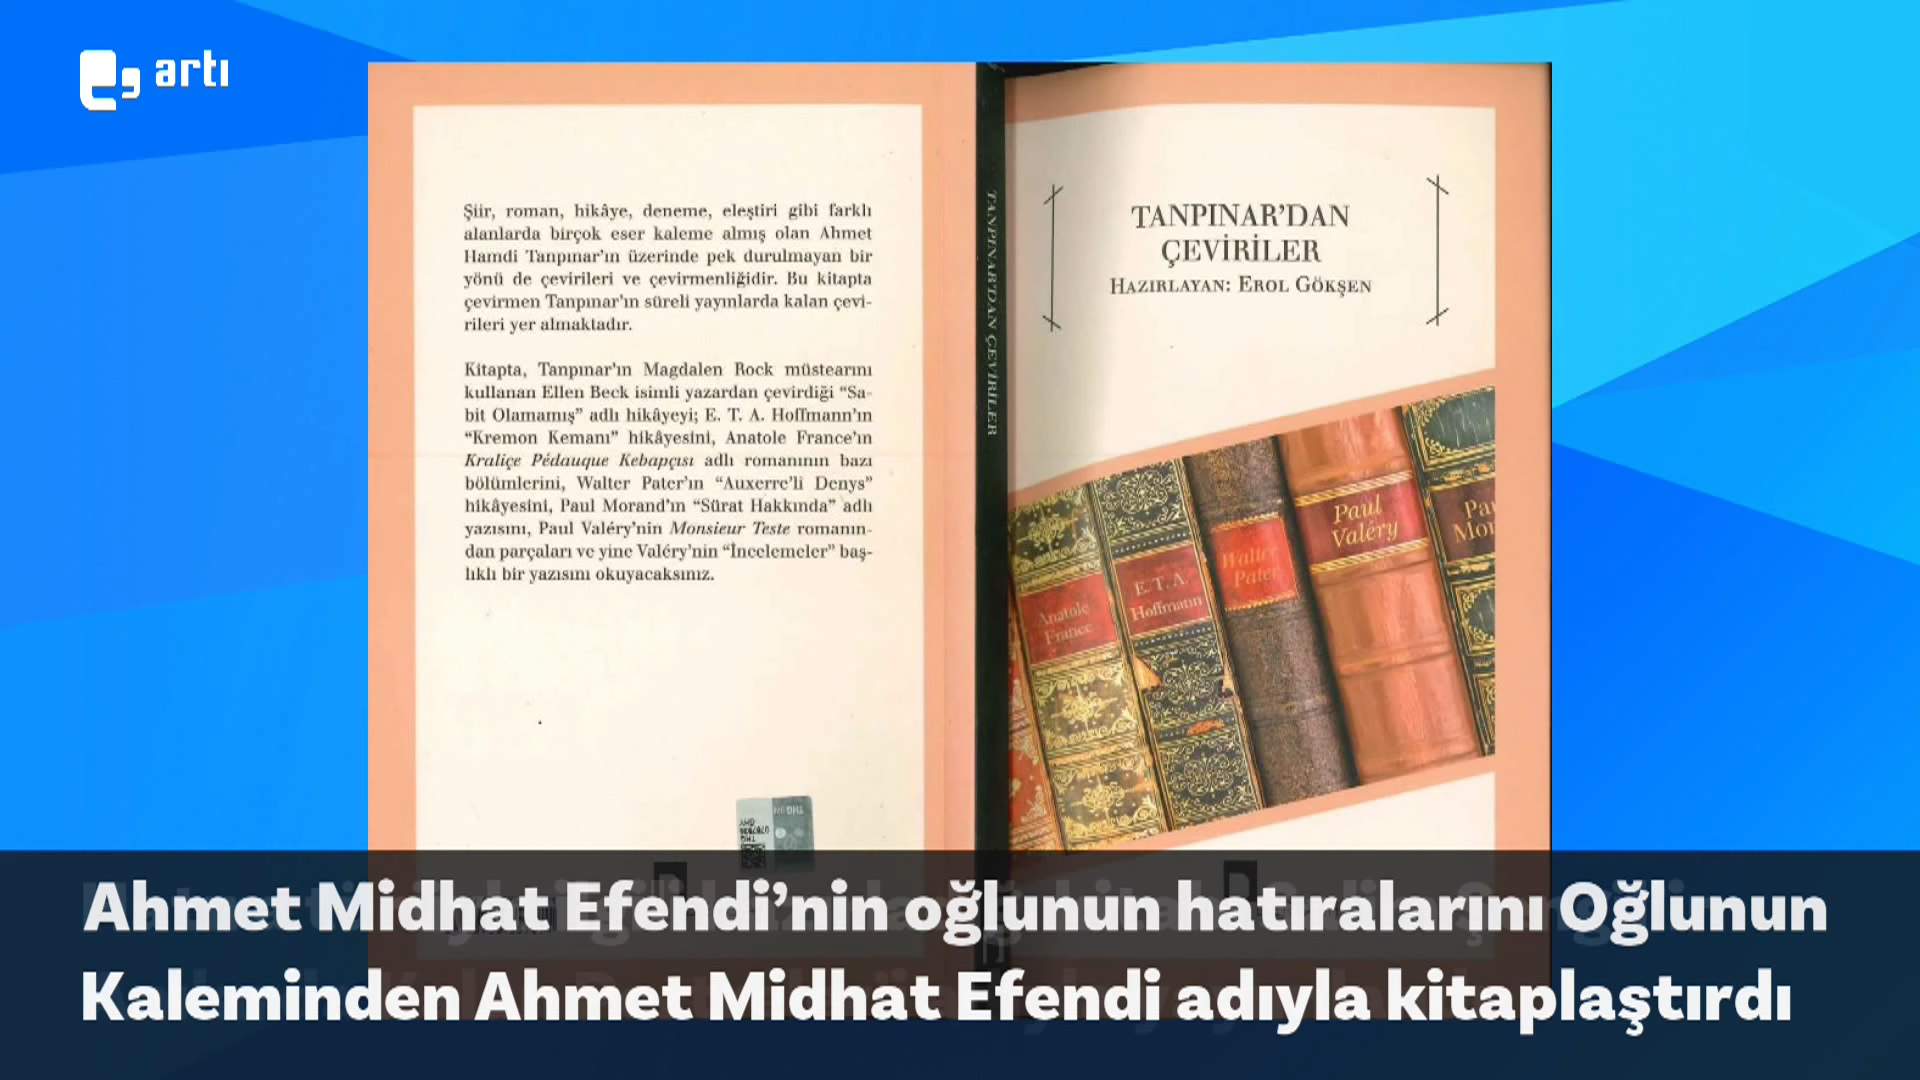 artı
Şiir, roman, hikâye, deneme, eleştiri gibi farklı
alanlarda birçok eser kaleme almış olan Ahmet
Hamdi Tanpınar’ın üzerinde pek durulmayan bir
yönü de çevirileri ve çevirmenliğidir. Bu kitapta
çevirmen Tanpınar’ın süreli yayınlarda kalan çevi-
rileri yer almaktadır.
Kitapta, Tanpınar’ın Magdalen Rock müstearını
kullanan Ellen Beck isimli yazardan çevirdiği “Sa-
bit Olamamış” adlı hikâyeyi; E. T. A. Hoffmann’ın
“Kremon Kemanı” hikâyesini, Anatole France’ın
Kraliçe Pédauque Kebapçısı adlı romanının bazı
bölümlerini, Walter Pater’ın “Auxerre’li Denys”
hikâyesini, Paul Morand’ın “Sürat Hakkında” adlı
yazısını, Paul Valéry’nin Monsieur Teste romanın-
dan parçaları ve yine Valéry’nin “İncelemeler” baş-
lıklı bir yazısını okuyacaksınız.
TANPINAR’DAN ÇEVİRİLER
TANPINAR’DAN
ÇEVİRİLER
HAZIRLAYAN: EROL GÖKŞEN
Anatole
France
E. T. A.
Hoffmann
Walter
Pater
Paul
Valéry
Ahmet Midhat Efendi’nin oğlunun hatıralarını Oğlunun
Kaleminden Ahmet Midhat Efendi adıyla kitaplaştırdı